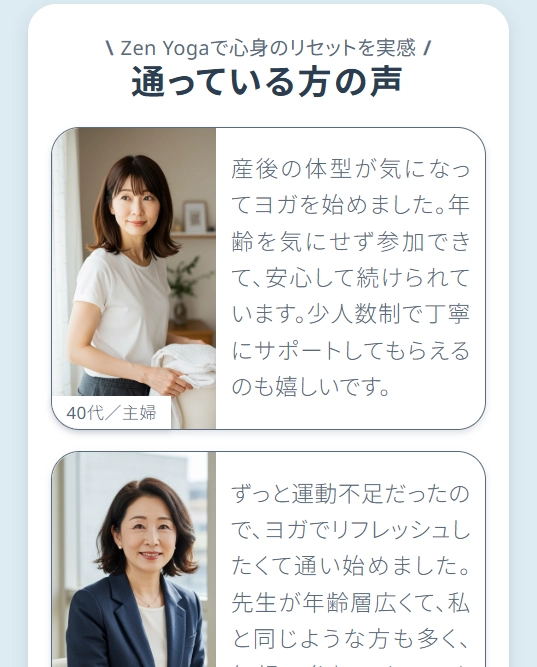 \ Zen Yogaで心身のリセットを実感 /
通っている方の声
産後の体型が気になっ
てヨガを始めました。年
齢を気にせず参加でき
て、安心して続けられて
います。少人数制で丁寧
にサポートしてもらえる
のも嬉しいです。
40代／主婦
ずっと運動不足だったの
で、ヨガでリフレッシュし
たくて通い始めました。
先生が年齢層広くて、私
と同じような方も多く、